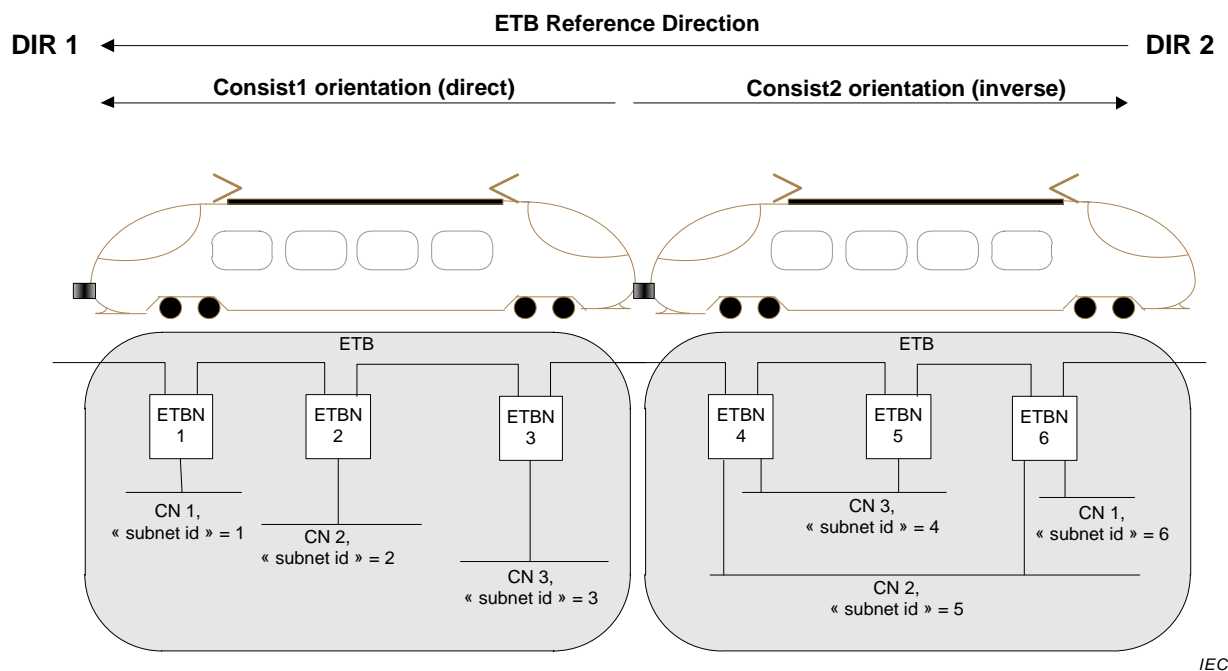 ETB Reference Direction
DIR 1
DIR 2
Consist1 orientation (direct)
Consist2 orientation (inverse)
ETB
ETB
ETBN
1
ETBN
2
ETBN
3
ETBN
4
ETBN
5
ETBN
6
CN 1,
« subnet id » = 1
CN 2,
« subnet id » = 2
CN 3,
« subnet id » = 3
CN 3,
« subnet id » = 4
CN 1,
« subnet id » = 6
CN 2,
« subnet id » = 5
IEC